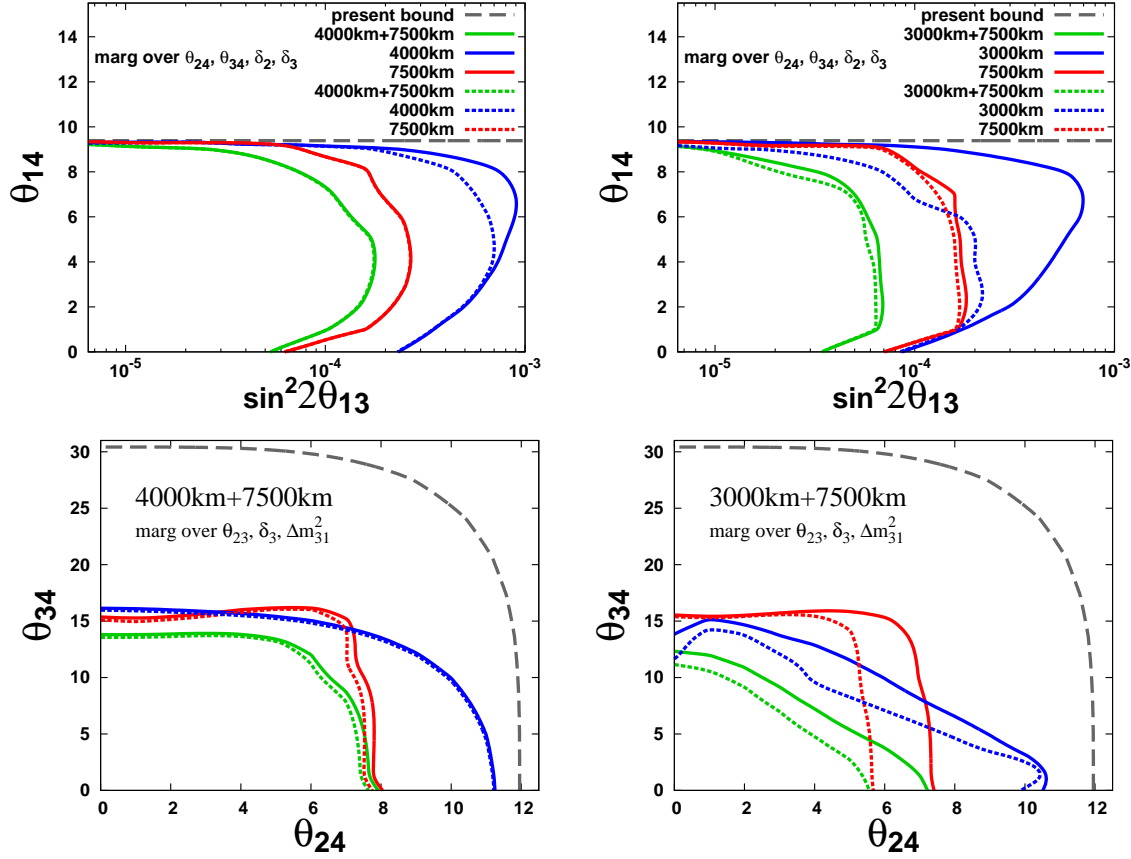 present bound
4000km+7500km
4000km
7500km
4000km+7500km
4000km
7500km
marg over θ24, θ34, δ2, δ3
14
12
10
8
6
4
2
0
θ14
10^-5
10^-4
10^-3
sin²2θ13
present bound
3000km+7500km
3000km
7500km
3000km+7500km
3000km
7500km
marg over θ24, θ34, δ2, δ3
14
12
10
8
6
4
2
0
θ14
10^-5
10^-4
10^-3
sin²2θ13
30
25
20
15
10
5
0
θ34
4000km+7500km
marg over θ23, δ3, Δm²31
0
2
4
6
8
10
12
θ24
30
25
20
15
10
5
0
θ34
3000km+7500km
marg over θ23, δ3, Δm²31
0
2
4
6
8
10
12
θ24